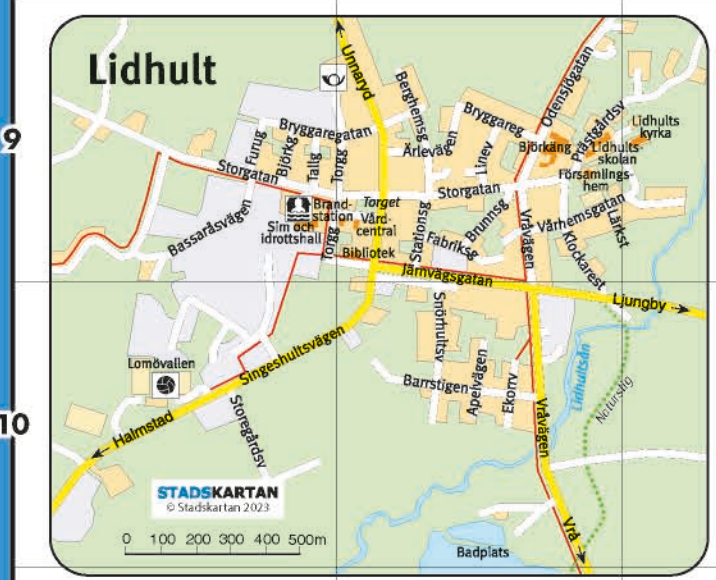 Lidhult
9
10
Unnaryd
Berghemsg
Bryggareg
Odensjögatan
Prästgårdsv
Lidhults
kyrka
Furug
Björkg
Tallg
Torgg
Bryggaregatan
Ärlevägen
Linev
Björkäng
Lidhults-
skolan
Församlings-
hem
Storgatan
Storgatan
Brand-
station
Torget
Vård-
central
Sim och
idrottshall
Torgg
Bibliotek
Bassaråsvägen
Stationsg
Fabriksg
Brunnsg
Vråvägen
Vårhemsgatan
Klockarest
Lärkst
Järnvägsgatan
Ljungby
Snörhultsv
Lomövallen
Singeshultsvägen
Halmstad
Storegårdsv
Barrstigen
Apelvägen
Ekorrv
Vråvägen
Lidhultsån
Naturstig
STADSKARTAN
© Stadskartan 2023
0 100 200 300 400 500m
Badplats
Vrå